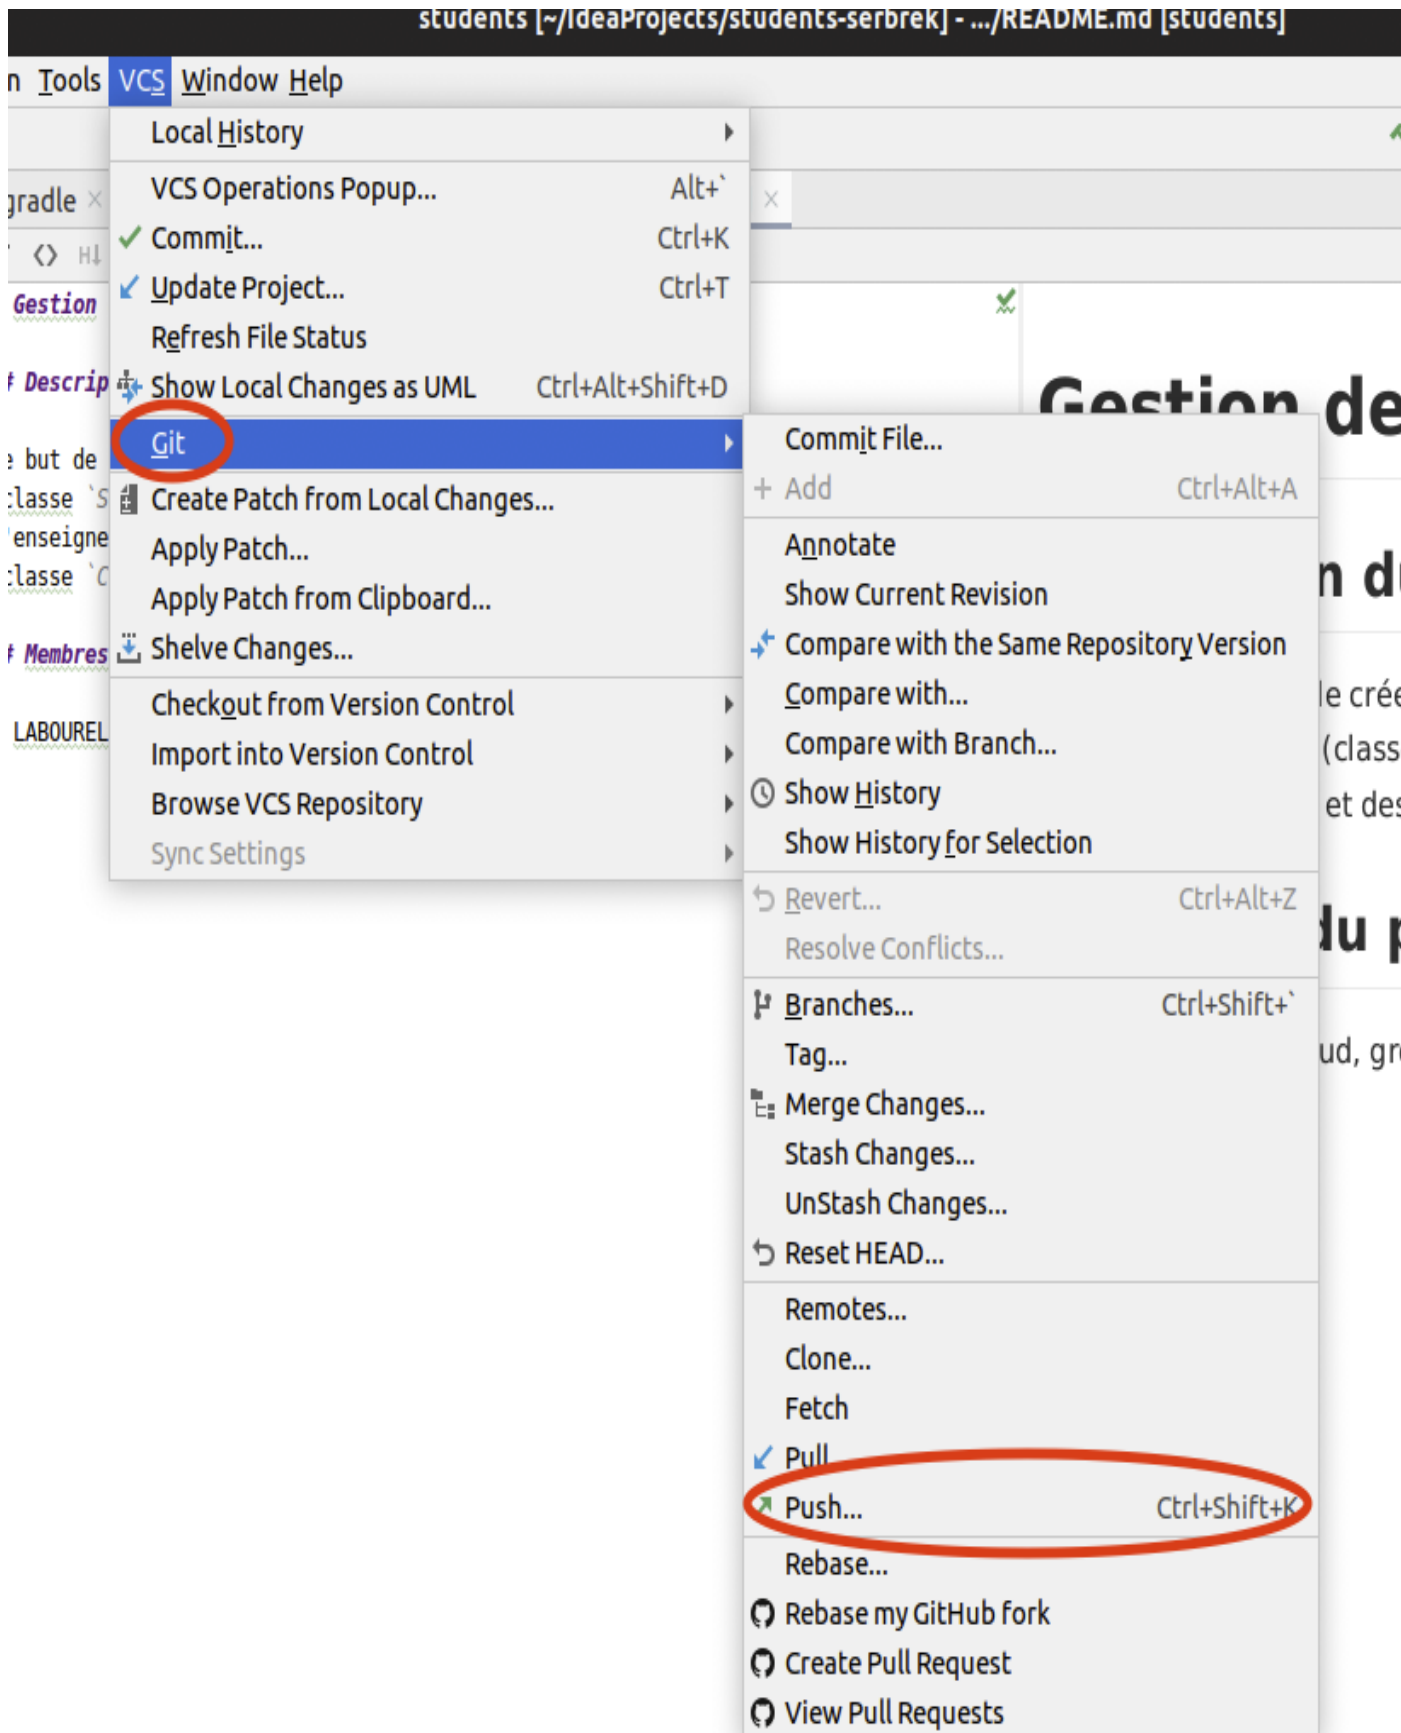 students [~/IdeaProjects/students-serbrek] - .../README.md [students]
n Tools VCS Window Help
gradle
Gestion
# Descrip
e but de
classe `S
'enseigne
classe `C
# Membres
LABOUREL
Local History
VCS Operations Popup... Alt+`
Commit... Ctrl+K
Update Project... Ctrl+T
Refresh File Status
Show Local Changes as UML Ctrl+Alt+Shift+D
Git
Create Patch from Local Changes...
Apply Patch...
Apply Patch from Clipboard...
Shelve Changes...
Checkout from Version Control
Import into Version Control
Browse VCS Repository
Sync Settings
Commit File...
Add Ctrl+Alt+A
Annotate
Show Current Revision
Compare with the Same Repository Version
Compare with...
Compare with Branch...
Show History
Show History for Selection
Revert... Ctrl+Alt+Z
Resolve Conflicts...
Branches... Ctrl+Shift+`
Tag...
Merge Changes...
Stash Changes...
UnStash Changes...
Reset HEAD...
Remotes...
Clone...
Fetch
Pull
Push... Ctrl+Shift+K
Rebase...
Rebase my GitHub fork
Create Pull Request
View Pull Requests
Gestion de
n du
le crée
(class
et des
du p
ud, gr